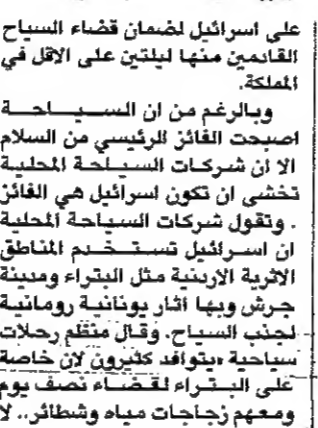 على اسرائيل لضمان قضاء السياح
القادمين منها ليلتين على الاقل في
المملكة.
وبالرغم من ان السيـــاحـــة
اصبحت الفائز الرئيسي من السلام
الا ان شركات السياحة المحلية
تخشى ان تكون اسرائيل هي الفائز
. وتقول شركات السياحة المحلية
ان اسرائيل تستخدم المناطق
الاثرية الاردنية مثل البتراء ومدينة
جرش وبها اثار يونانية رومانية
لجذب السياح. وقال منظم رحلات
سياحية «يتوافد كثيرون لان خاصة
على البتراء لقضاء نصف يوم
ومعهم زجاجات مياه وشطائر.. لا